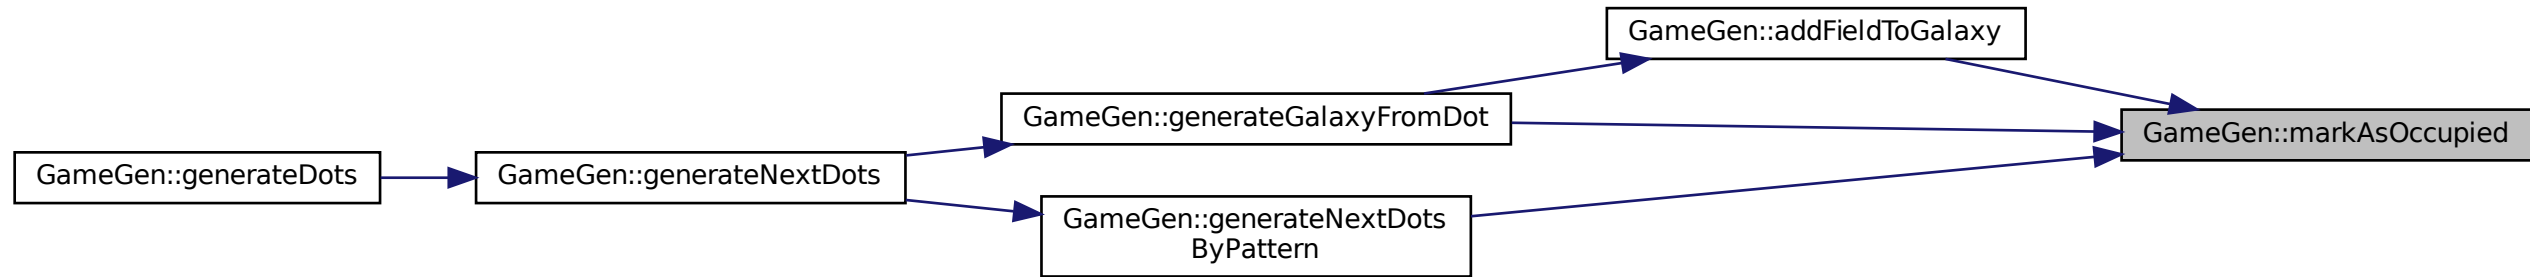 GameGen::addFieldToGalaxy
GameGen::generateGalaxyFromDot
GameGen::markAsOccupied
GameGen::generateDots
GameGen::generateNextDots
GameGen::generateNextDots
ByPattern